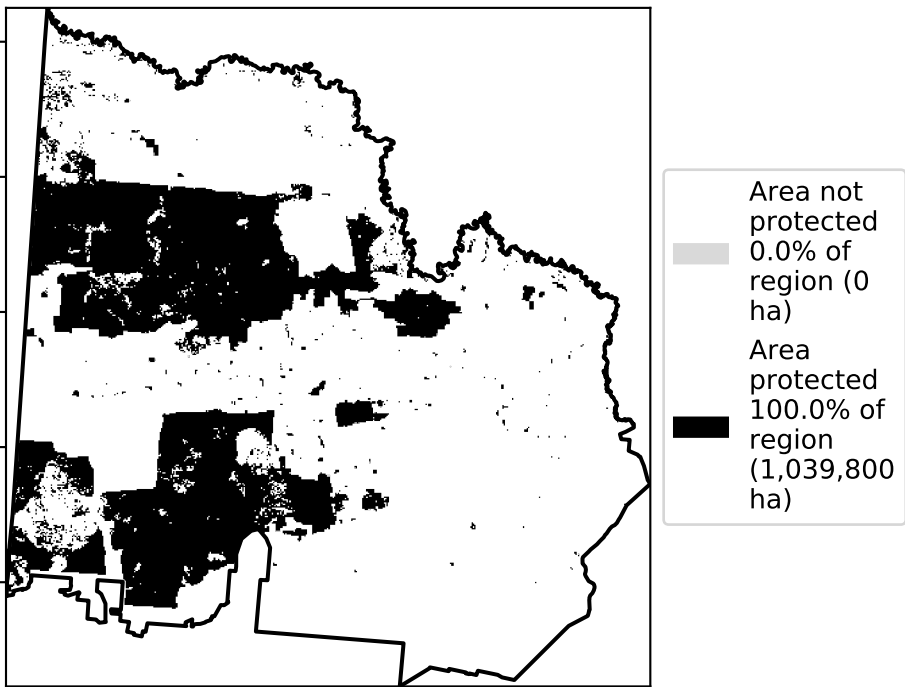 Area not
protected
0.0% of
region (0
ha)
Area
protected
100.0% of
region
(1,039,800
ha)